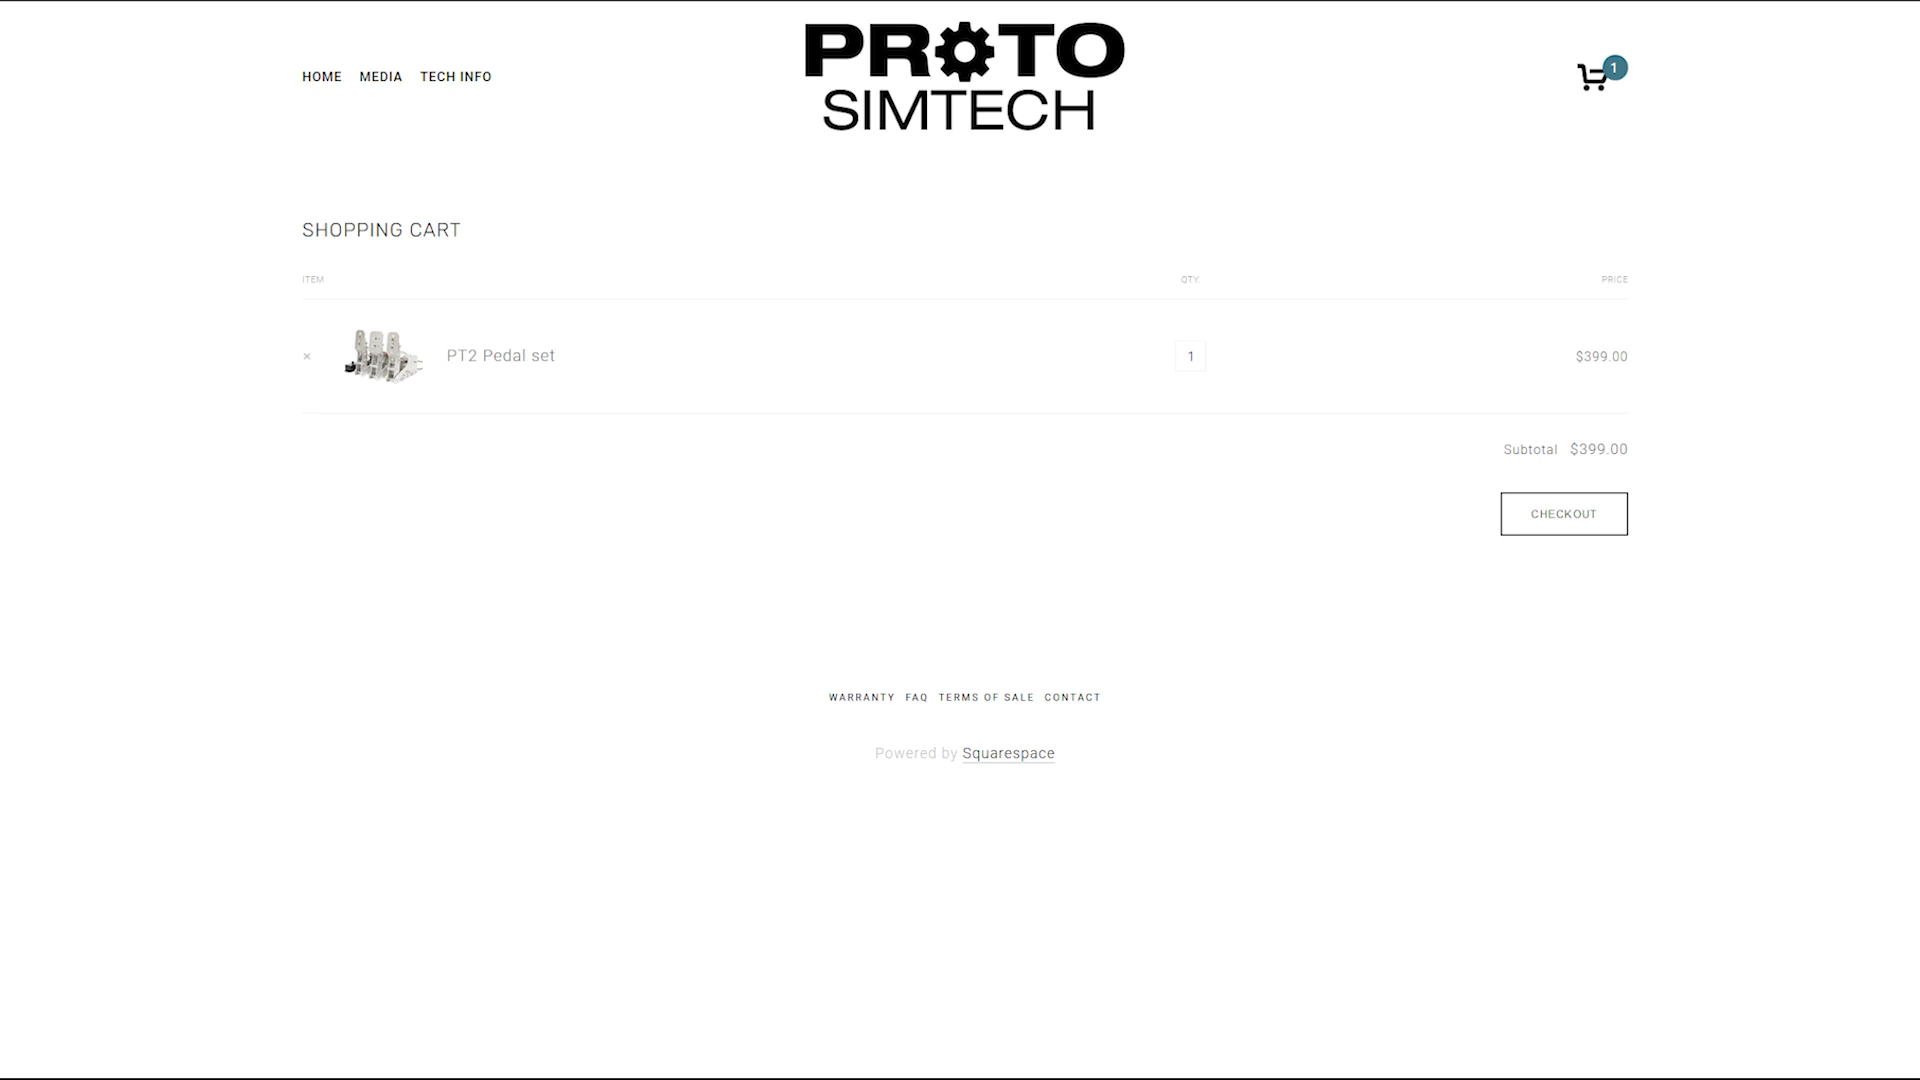 HOME MEDIA TECH INFO
PROTO
SIMTECH
1
SHOPPING CART
ITEM QTY. PRICE
× PT2 Pedal set 1 $399.00
Subtotal $399.00
CHECKOUT
WARRANTY FAQ TERMS OF SALE CONTACT
Powered by Squarespace